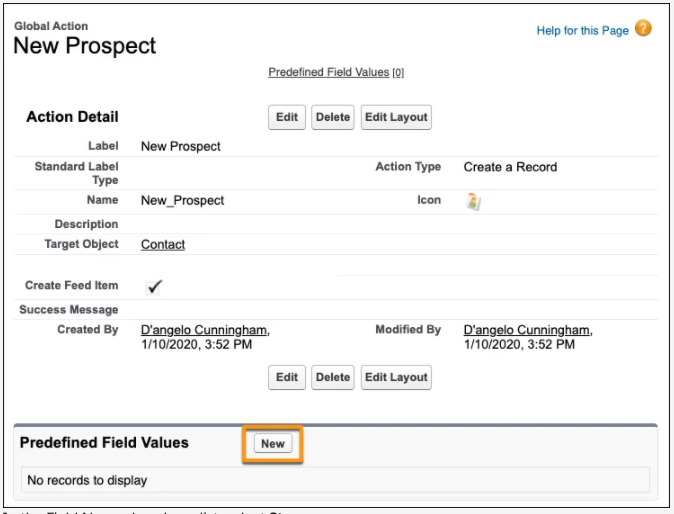 Global Action
New Prospect
Help for this Page
Predefined Field Values [0]
Action Detail
Edit Delete Edit Layout
Label New Prospect
Standard Label Type
Action Type Create a Record
Name New_Prospect
Icon
Description
Target Object Contact
Create Feed Item
Success Message
Created By D'angelo Cunningham,
1/10/2020, 3:52 PM
Modified By D'angelo Cunningham,
1/10/2020, 3:52 PM
Edit Delete Edit Layout
Predefined Field Values New
No records to display